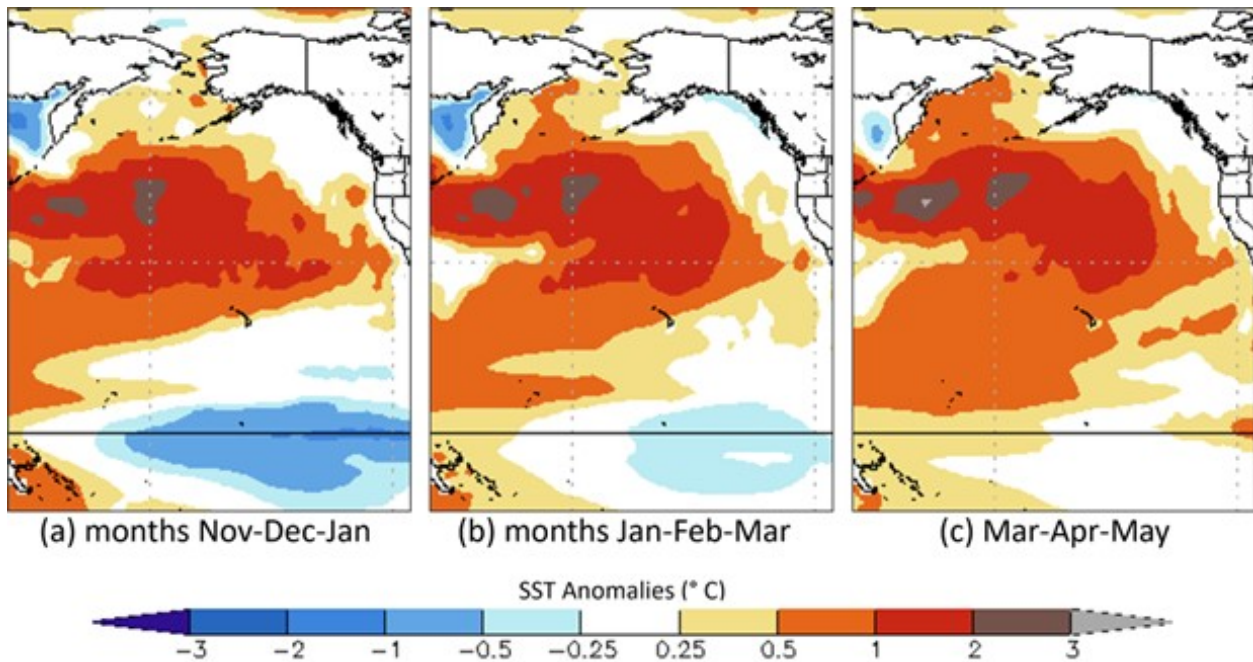 (a) months Nov-Dec-Jan
(b) months Jan-Feb-Mar
(c) Mar-Apr-May
SST Anomalies (° C)
-3 -2 -1 -0.5 -0.25 0.25 0.5 1 2 3